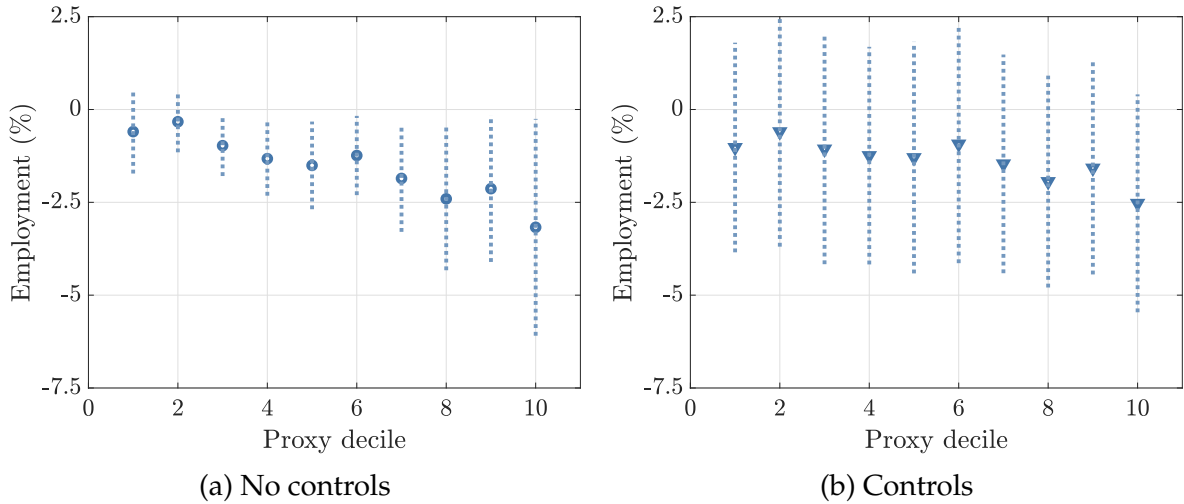 2.5
0
-2.5
-5
-7.5
Employment (%)
0 2 4 6 8 10
Proxy decile
(a) No controls
2.5
0
-2.5
-5
-7.5
Employment (%)
0 2 4 6 8 10
Proxy decile
(b) Controls